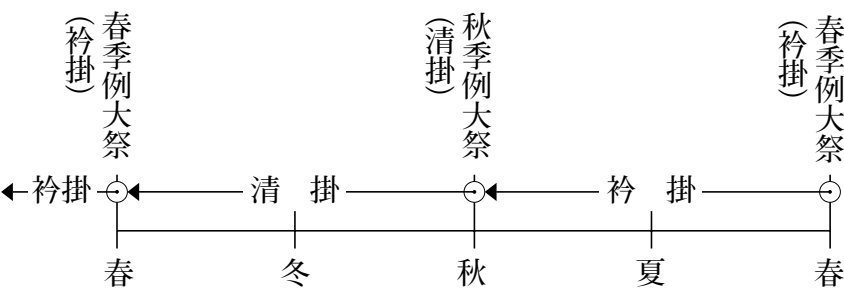 春季例大祭
（衿掛）
秋季例大祭
（清掛）
春季例大祭
（衿掛）
衿掛
清 掛
衿 掛
春
夏
秋
冬
春